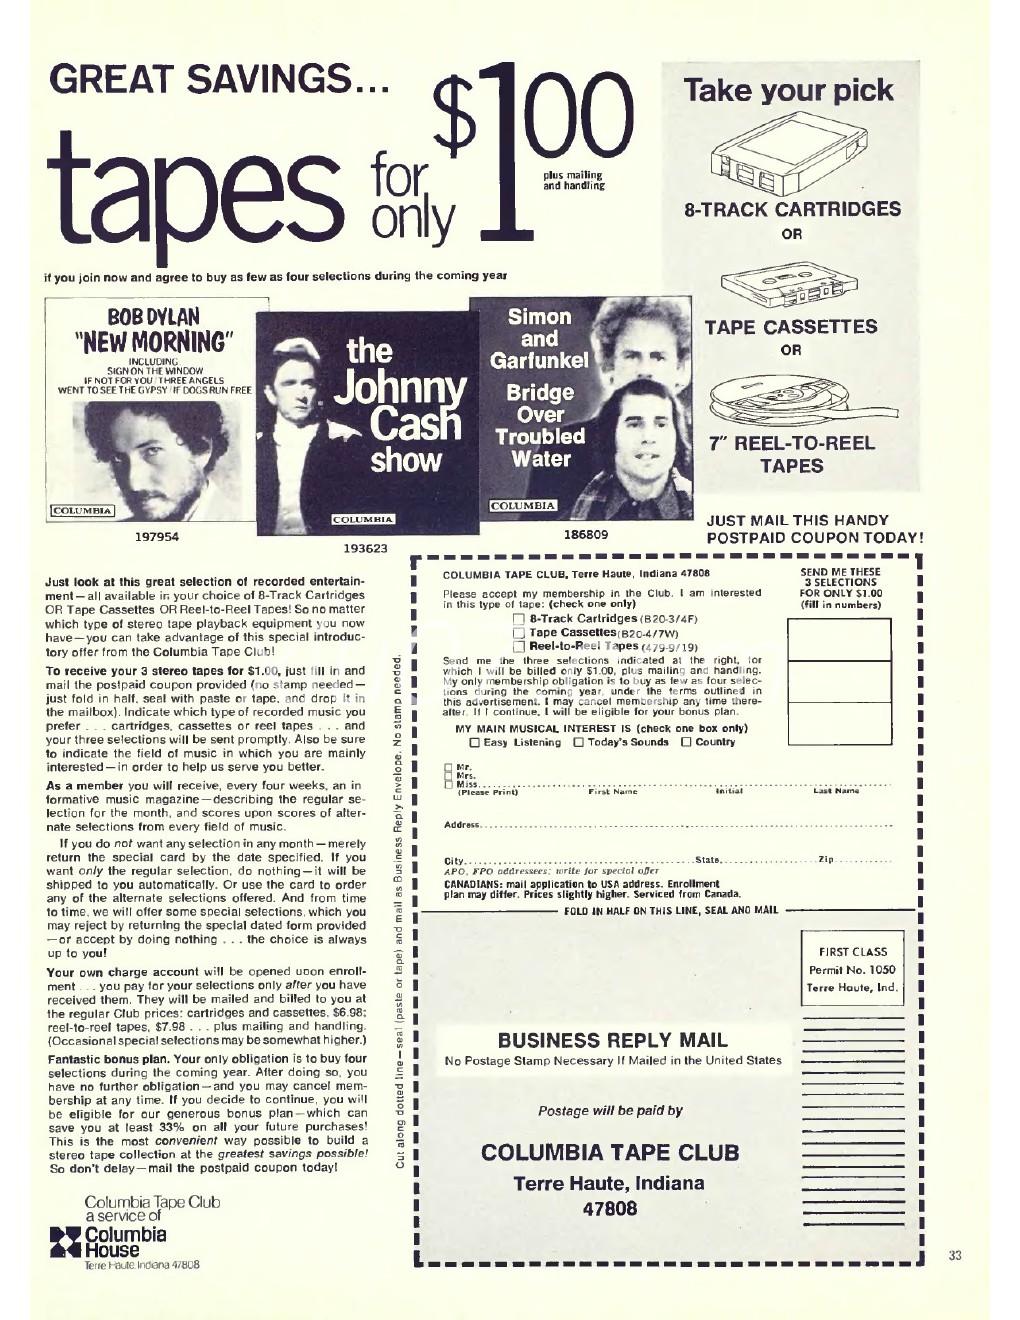 GREAT SAVINGS...
tapes for only $1.00
plus mailing
and handling
if you join now and agree to buy as few as four selections during the coming year
Take your pick
8-TRACK CARTRIDGES
OR
TAPE CASSETTES
OR
7" REEL-TO-REEL
TAPES
BOB DYLAN
"NEW MORNING"
INCLUDING:
SIGN ON THE WINDOW
IF NOT FOR YOU/THREE ANGELS
WENT TO SEE THE GYPSY/IF DOGS RUN FREE
COLUMBIA
197954
the
Johnny
Cash
show
COLUMBIA
193623
Simon
and
Garfunkel
Bridge
Over
Troubled
Water
COLUMBIA
186809
JUST MAIL THIS HANDY
POSTPAID COUPON TODAY!
Just look at this great selection of recorded entertain-
ment—all available in your choice of 8-Track Cartridges
OR Tape Cassettes OR Reel-to-Reel Tapes! So no matter
which type of stereo tape playback equipment you now
have—you can take advantage of this special introduc-
tory offer from the Columbia Tape Club!
To receive your 3 stereo tapes for $1.00, just fill in and
mail the postpaid coupon provided (no stamp needed—
just fold in half, seal with paste or tape, and drop it in
the mailbox). Indicate which type of recorded music you
prefer . . . cartridges, cassettes or reel tapes . . . and
your three selections will be sent promptly. Also be sure
to indicate the field of music in which you are mainly
interested—in order to help us serve you better.
As a member you will receive, every four weeks, an in
formative music magazine—describing the regular se-
lection for the month, and scores upon scores of alter-
nate selections from every field of music.
If you do not want any selection in any month—merely
return the special card by the date specified. If you
want only the regular selection, do nothing—it will be
shipped to you automatically. Or use the card to order
any of the alternate selections offered. And from time
to time, we will offer some special selections, which you
may reject by returning the special dated form provided
—or accept by doing nothing . . . the choice is always
up to you!
Your own charge account will be opened upon enroll-
ment . . . you pay for your selections only after you have
received them. They will be mailed and billed to you at
the regular Club prices: cartridges and cassettes, $6.98;
reel-to-reel tapes, $7.98 . . . plus mailing and handling.
(Occasional special selections may be somewhat higher.)
Fantastic bonus plan. Your only obligation is to buy four
selections during the coming year. After doing so, you
have no further obligation—and you may cancel mem-
bership at any time. If you decide to continue, you will
be eligible for our generous bonus plan—which can
save you at least 33% on all your future purchases!
This is the most convenient way possible to build a
stereo tape collection at the greatest savings possible!
So don't delay—mail the postpaid coupon today!
Columbia Tape Club
a service of
Columbia
House
Terre Haute, Indiana 47808
Cut along dotted line—seal (paste or tape) and mail as Business Reply Envelope. No stamp needed.
COLUMBIA TAPE CLUB, Terre Haute, Indiana 47808
Please accept my membership in the Club. I am interested
in this type of tape: (check one only)
8-Track Cartridges (B20-3/4F)
Tape Cassettes (B20-4/7W)
Reel-to-Reel Tapes (479-9/19)
Send me the three selections indicated at the right, for
which I will be billed only $1.00, plus mailing and handling.
My only membership obligation is to buy as few as four selec-
tions during the coming year, under the terms outlined in
this advertisment. I may cancel membership any time there-
after. If I continue, I will be eligible for your bonus plan.
SEND ME THESE
3 SELECTIONS
FOR ONLY $1.00
(fill in numbers)
MY MAIN MUSICAL INTEREST IS (check one box only)
Easy Listening Today's Sounds Country
Mr.
Mrs.
Miss
(Please Print) First Name Initial Last Name
Address
City State Zip
APO, FPO addressees: write for special offer
CANADIANS: mail application to USA address. Enrollment
plan may differ. Prices slightly higher. Serviced from Canada.
FOLD IN HALF ON THIS LINE, SEAL AND MAIL
FIRST CLASS
Permit No. 1050
Terre Haute, Ind.
BUSINESS REPLY MAIL
No Postage Stamp Necessary If Mailed in the United States
Postage will be paid by
COLUMBIA TAPE CLUB
Terre Haute, Indiana
47808
33